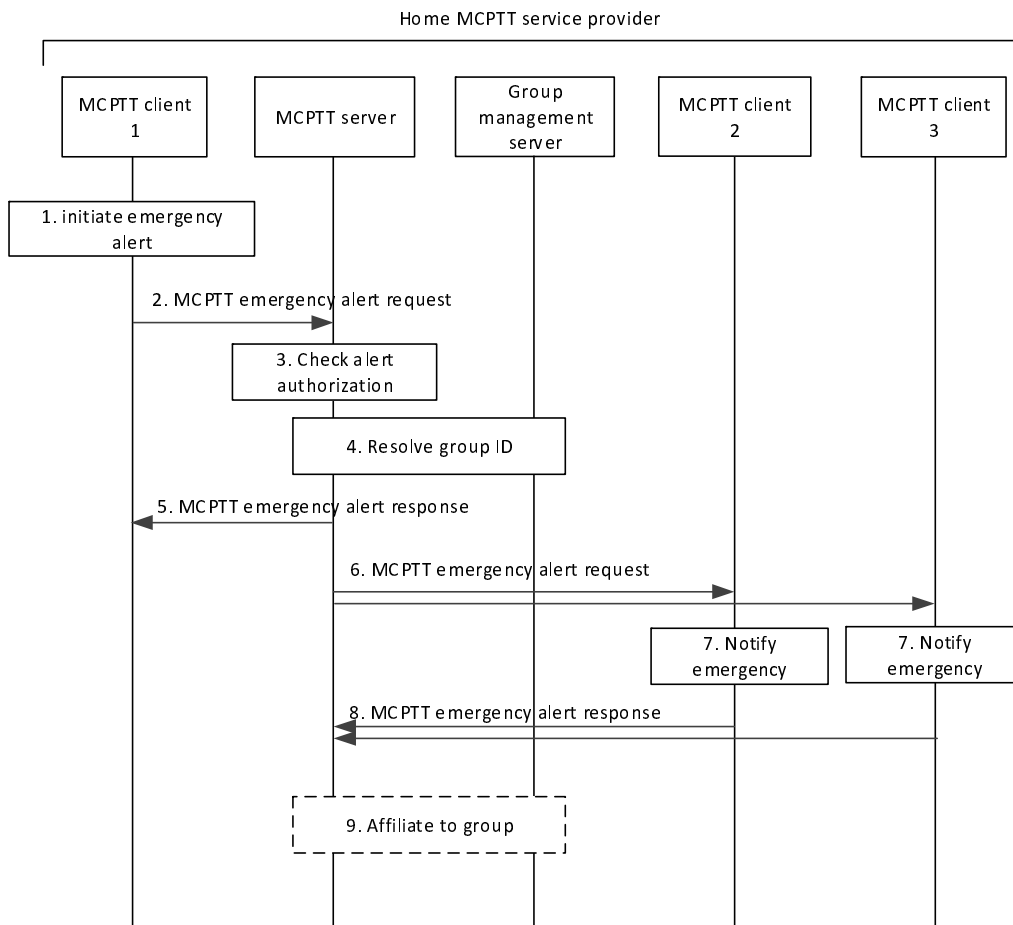 Home MCPTT service provider
MCPTT client
1
MCPTT server
Group
management
server
MCPTT client
2
MCPTT client
3
1. initiate emergency
alert
2. MCPTT emergency alert request
3. Check alert
authorization
4. Resolve group ID
5. MCPTT emergency alert response
6. MCPTT emergency alert request
7. Notify
emergency
7. Notify
emergency
8. MCPTT emergency alert response
9. Affiliate to group